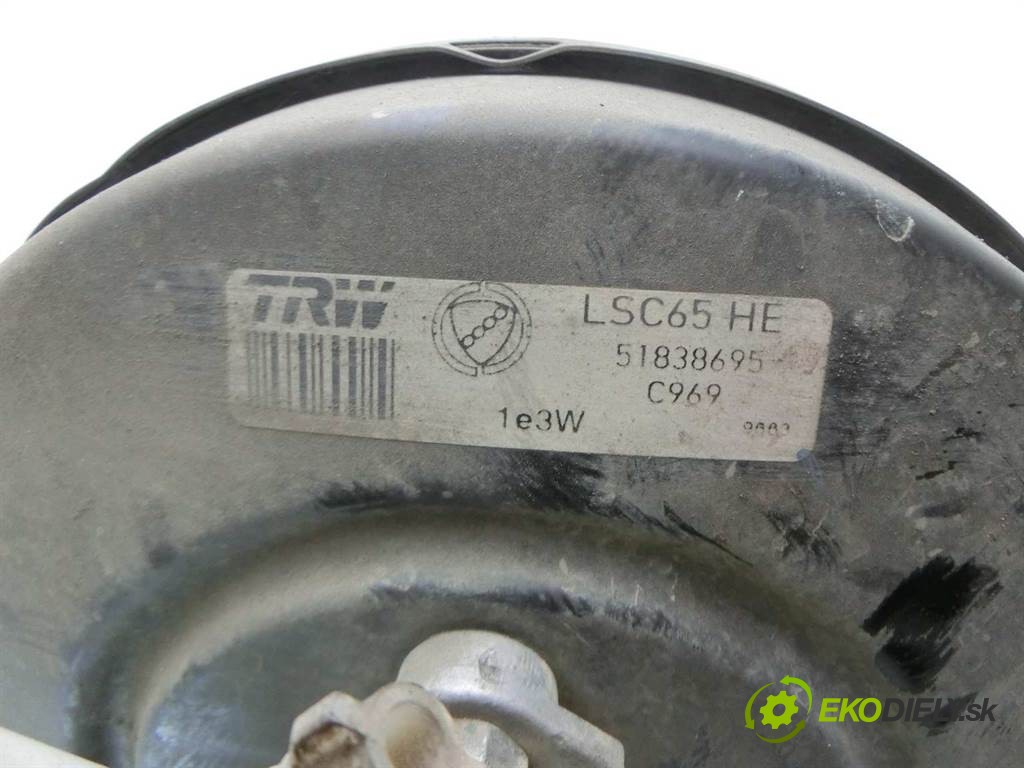 TRW
LSC65 HE
51838695
C969
1e3W
EKODIELY.sk